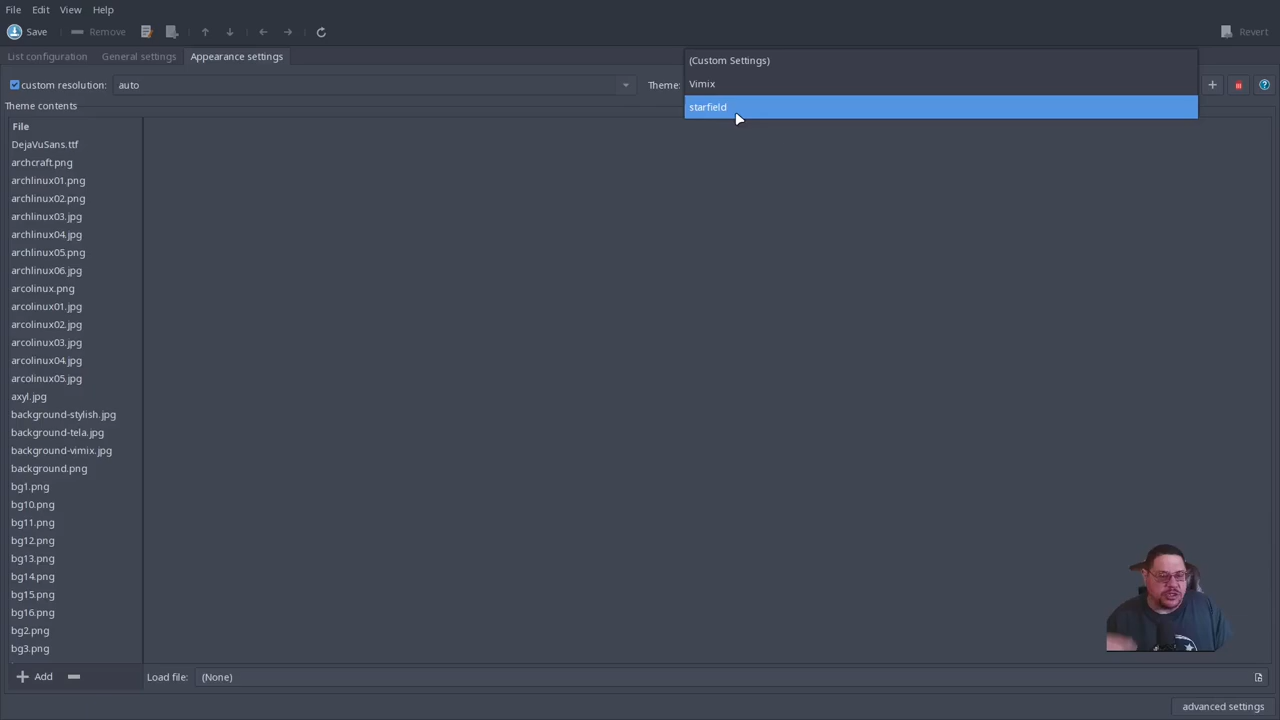 File Edit View Help
Save Remove Revert
List configuration General settings Appearance settings
(Custom Settings)
custom resolution: auto Theme: Vimix
Theme contents starfield
File
DejaVuSans.ttf
archcraft.png
archlinux01.png
archlinux02.png
archlinux03.jpg
archlinux04.jpg
archlinux05.png
archlinux06.jpg
arcolinux.png
arcolinux01.jpg
arcolinux02.jpg
arcolinux03.jpg
arcolinux04.jpg
arcolinux05.jpg
axyl.jpg
background-stylish.jpg
background-tela.jpg
background-vimix.jpg
background.png
bg1.png
bg10.png
bg11.png
bg12.png
bg13.png
bg14.png
bg15.png
bg16.png
bg2.png
bg3.png
Add Load file: (None)
advanced settings